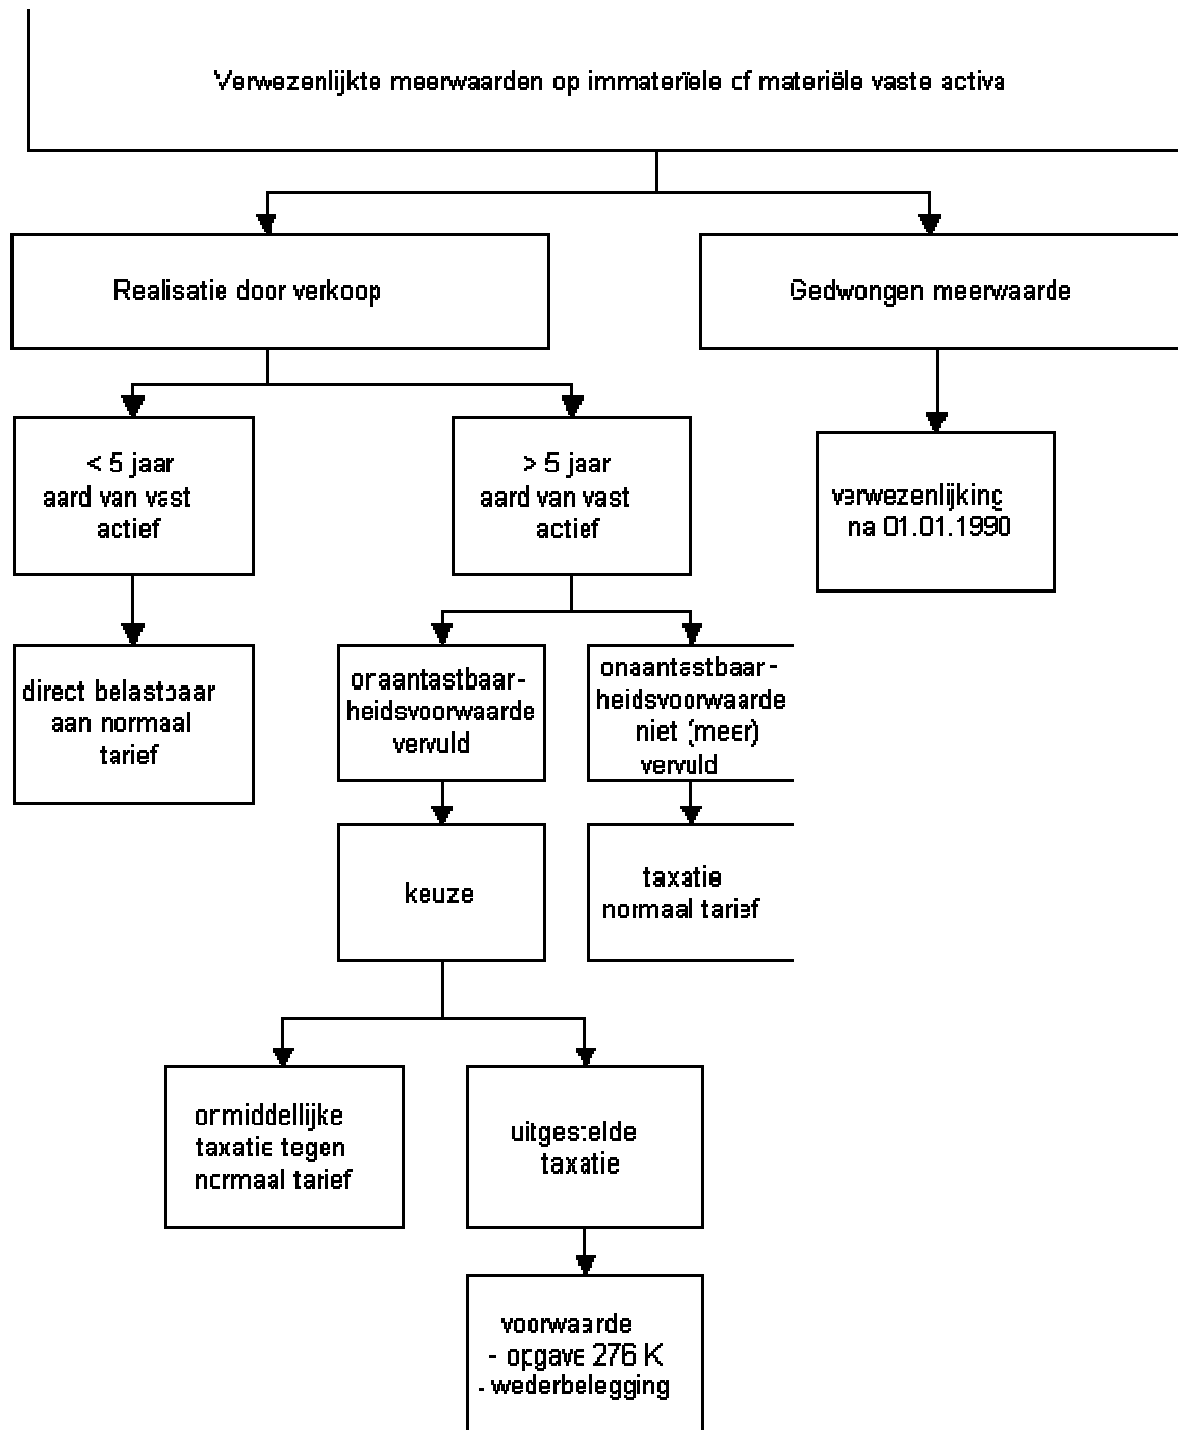 Verwezenlijkte meerwaarden op immateriële of materiële vaste activa
Realisatie door verkoop
Gedwongen meerwaarde
< 5 jaar
aard van vast
actief
> 5 jaar
aard van vast
actief
verwezenlijking
na 01.01.1990
direct belastbaar
aan normaal
tarief
onaantastbaar-
heidsvoorwaarde
vervuld
onaantastbaar-
heidsvoorwaarde
niet (meer)
vervuld
keuze
taxatie
normaal tarief
onmiddellijke
taxatie tegen
normaal tarief
uitgestelde
taxatie
voorwaarde
- opgave 276 K
- wederbelegging